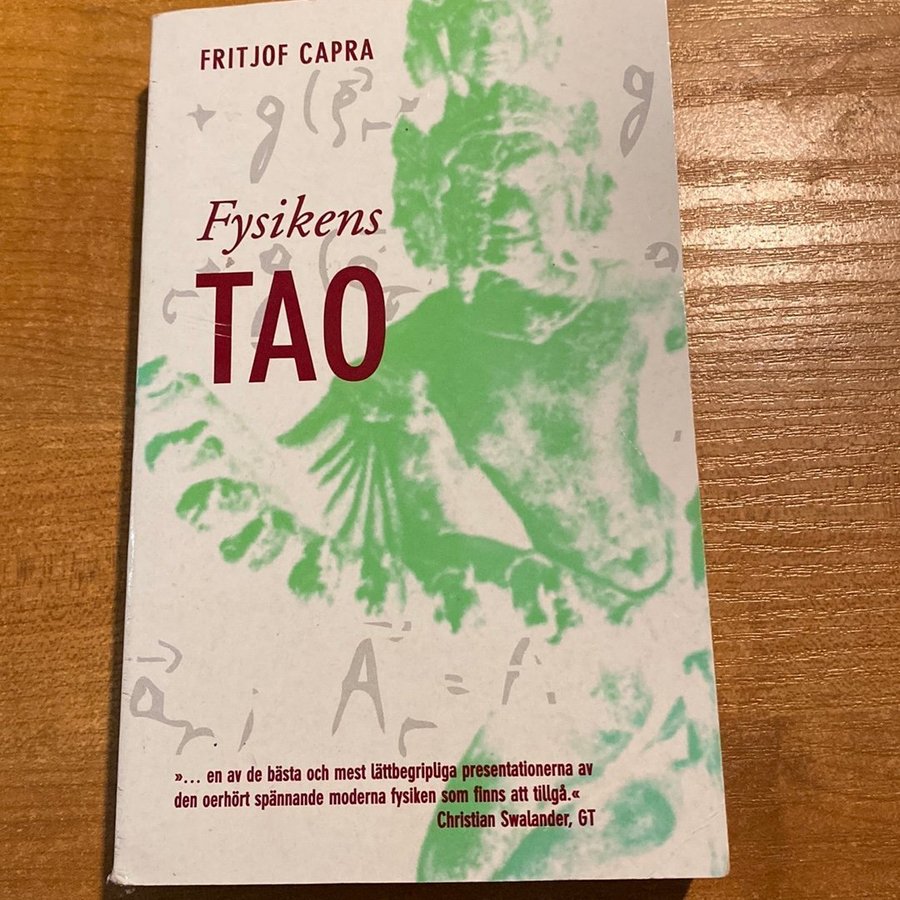 FRITJOF CAPRA
Fysikens
TAO
»... en av de bästa och mest lättbegripliga presentationerna av
den oerhört spännande moderna fysiken som finns att tillgå.«
Christian Swalander, GT